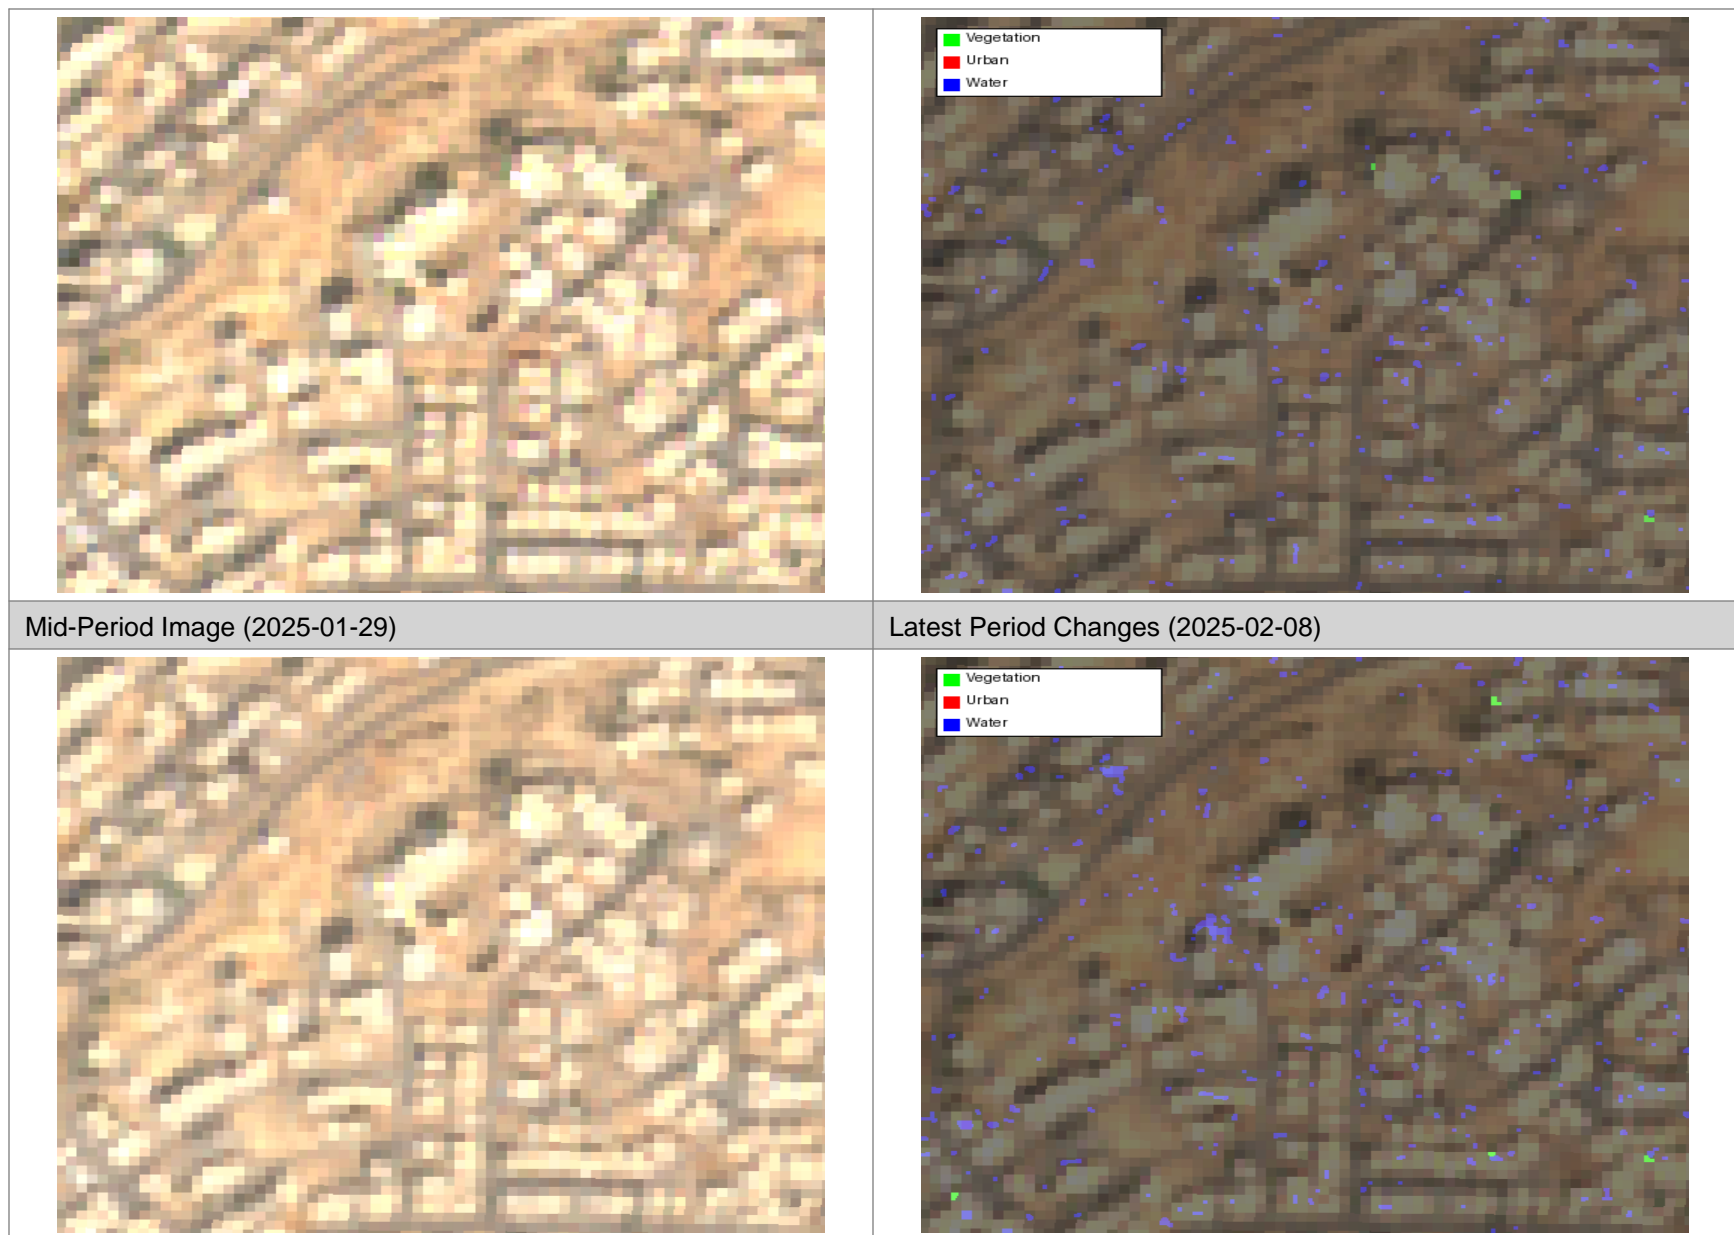 Vegetation
Urban
Water
Mid-Period Image (2025-01-29)
Latest Period Changes (2025-02-08)
Vegetation
Urban
Water